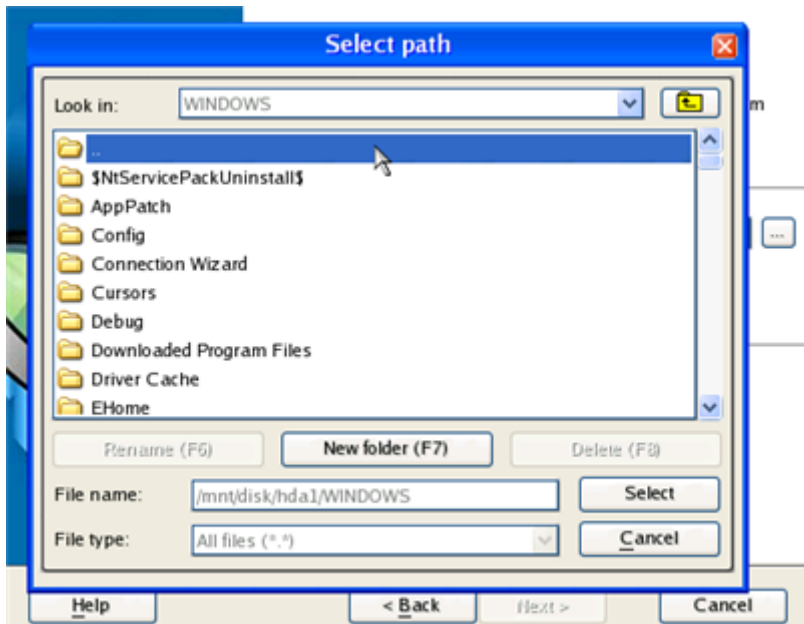 Select path
m
Look in: WINDOWS
..
$NtServicePackUninstall$
AppPatch
Config
Connection Wizard
Cursors
Debug
Downloaded Program Files
Driver Cache
EHome
Rename (F6) New folder (F7) Delete (F8)
File name: /mnt/disk/hda1/WINDOWS Select
File type: All files (*.*) Cancel
...
Help < Back Next > Cancel